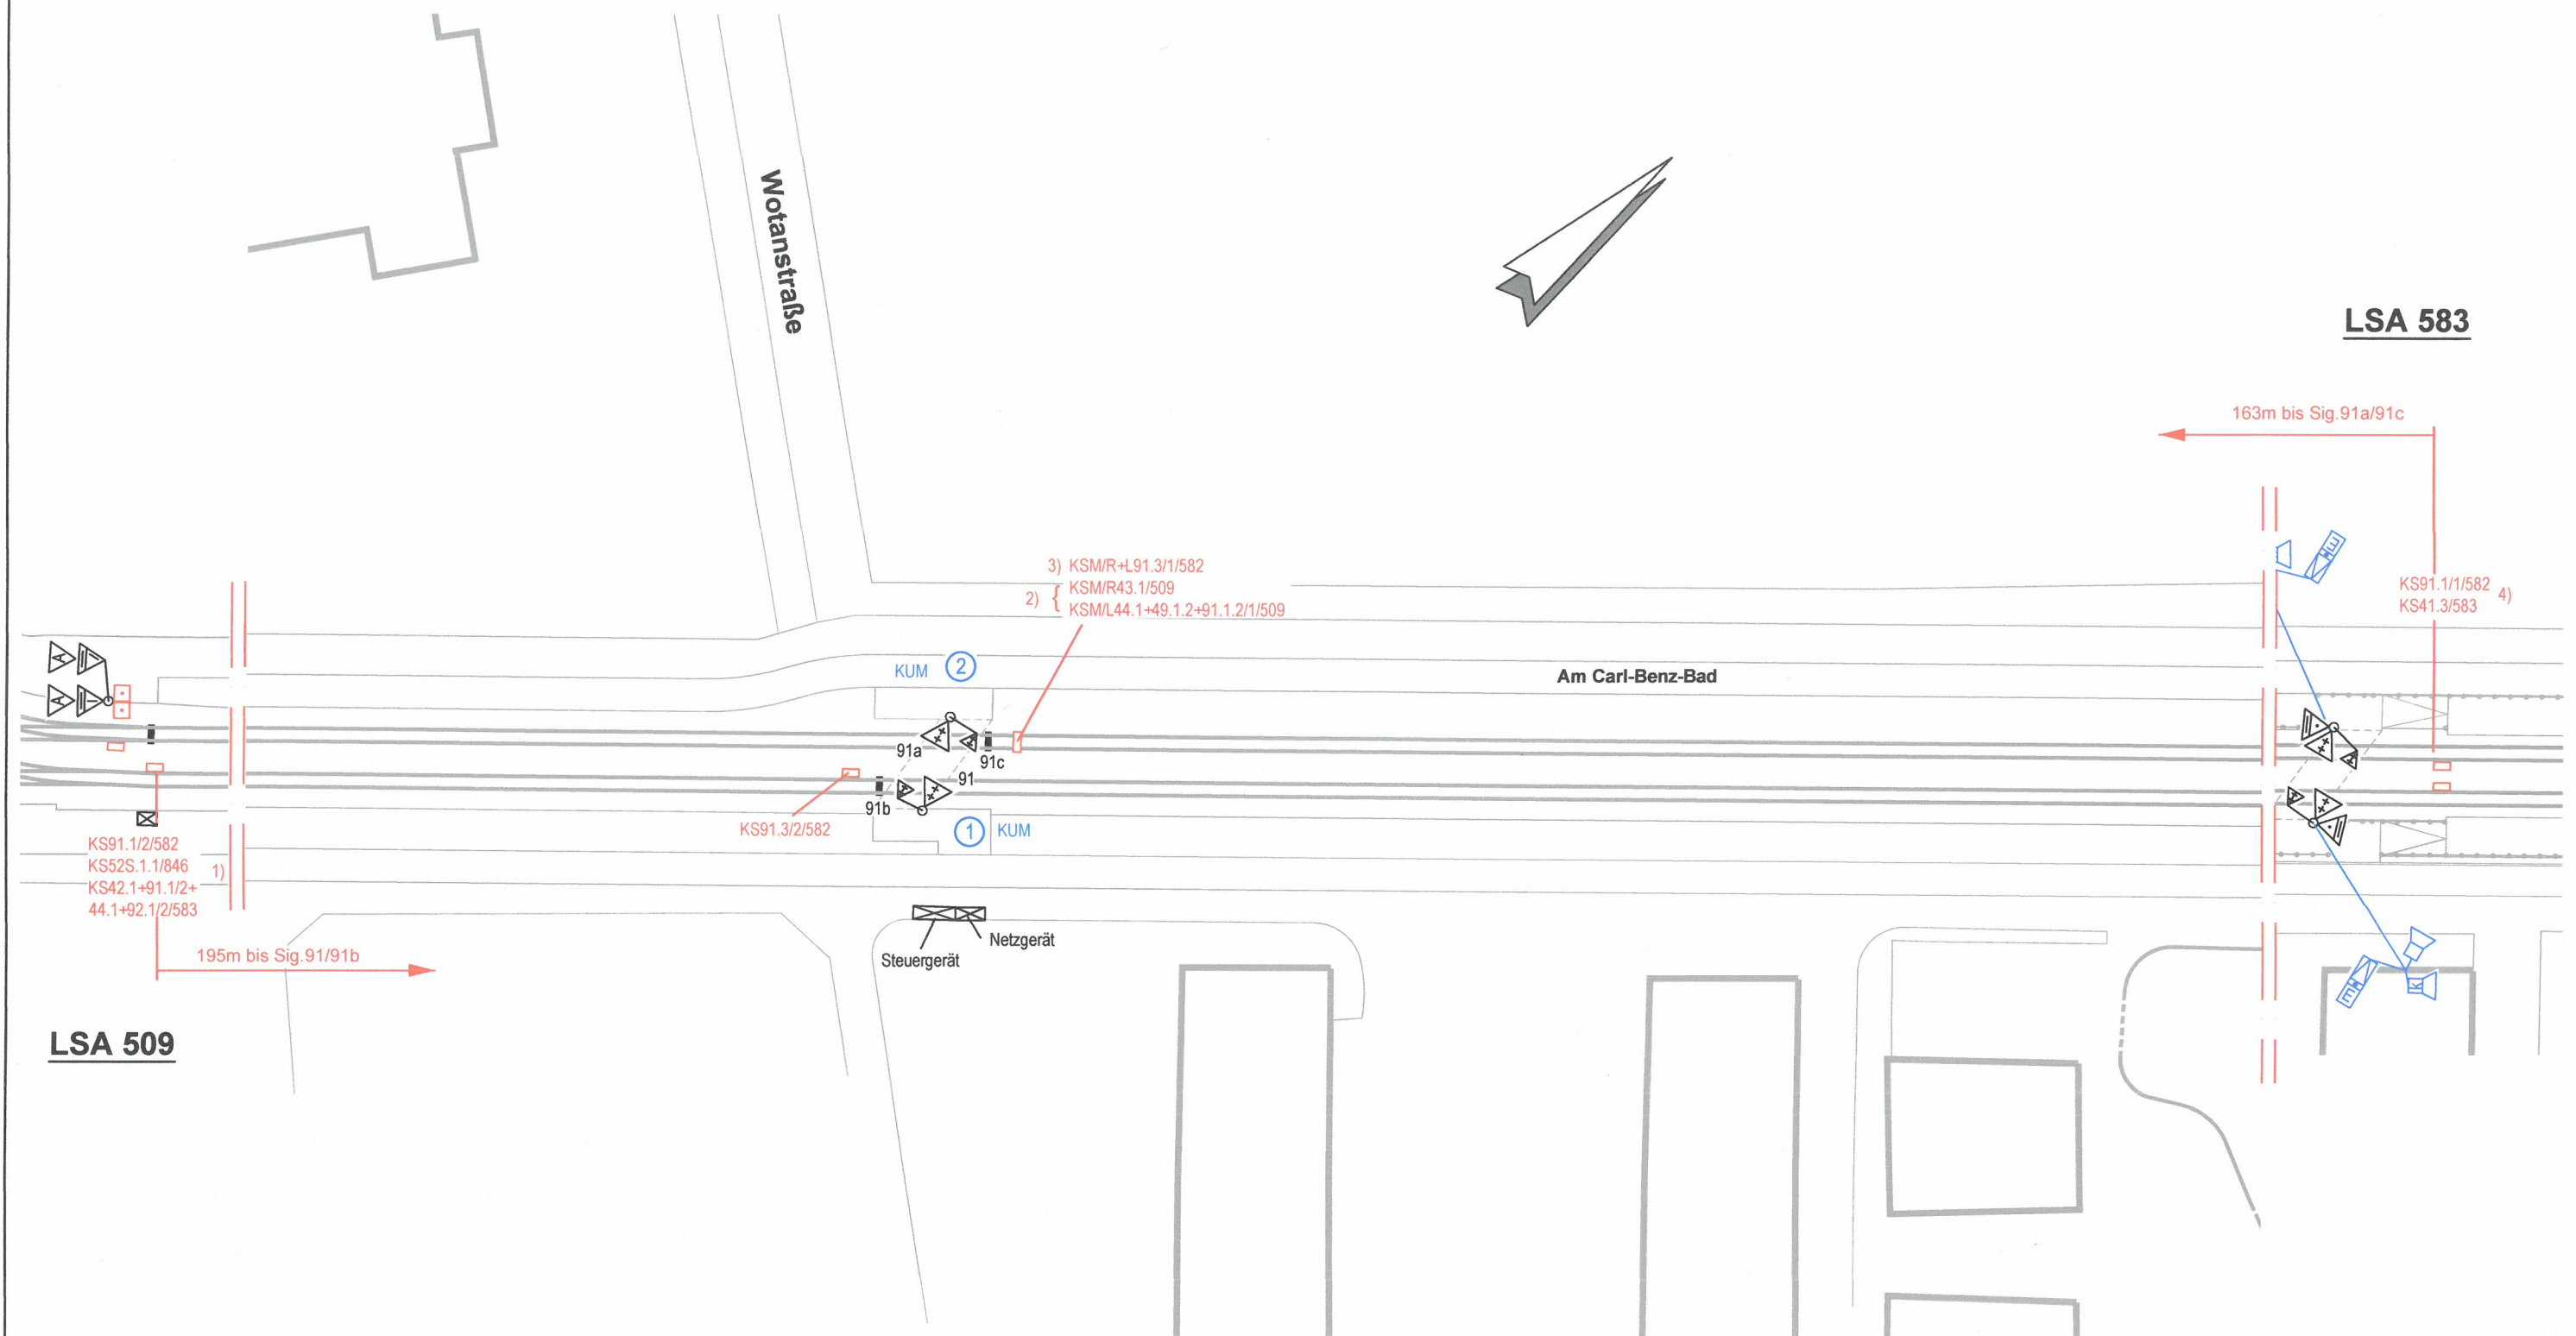 Wotanstraße
LSA 583
163m bis Sig.91a/91c
3) KSM/R+L91.3/1/582
2) { KSM/R43.1/509
KSM/L44.1+49.1.2+91.1.2/1/509
KS91.1/1/582
KS41.3/583
4)
KUM 2
Am Carl-Benz-Bad
A
A
91a
91c
91
91b
KS91.3/2/582
1 KUM
KS91.1/2/582
KS52S.1.1/846
1)
KS42.1+91.1/2+
44.1+92.1/2/583
Netzgerät
Steuergerät
195m bis Sig.91/91b
LSA 509